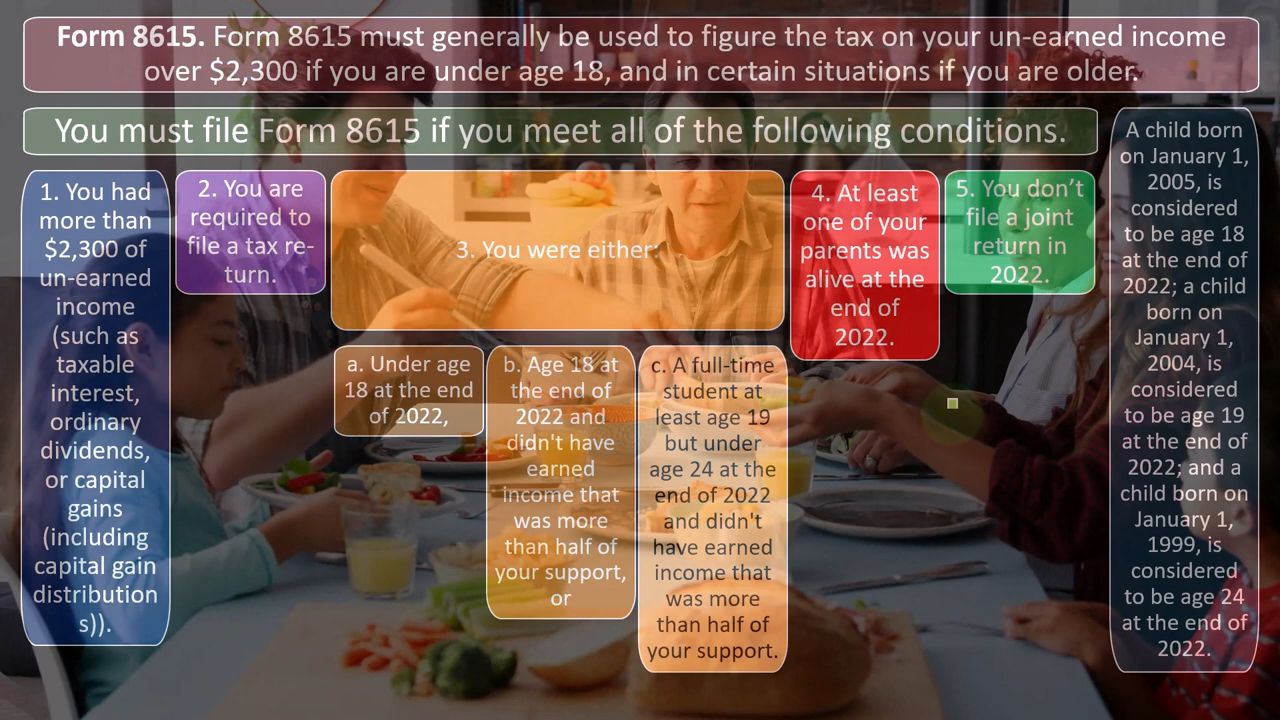 Form 8615. Form 8615 must generally be used to figure the tax on your un-earned income
over $2,300 if you are under age 18, and in certain situations if you are older.
You must file Form 8615 if you meet all of the following conditions.
1. You had
more than
$2,300 of
un-earned
income
(such as
taxable
interest,
ordinary
dividends,
or capital
gains
(including
capital gain
distribution
s)).
2. You are
required to
file a tax re-
turn.
3. You were either:
a. Under age
18 at the end
of 2022,
b. Age 18 at
the end of
2022 and
didn't have
earned
income that
was more
than half of
your support,
or
c. A full-time
student at
least age 19
but under
age 24 at the
end of 2022
and didn't
have earned
income that
was more
than half of
your support.
4. At least
one of your
parents was
alive at the
end of
2022.
5. You don’t
file a joint
return in
2022.
A child born
on January 1,
2005, is
considered
to be age 18
at the end of
2022; a child
born on
January 1,
2004, is
considered
to be age 19
at the end of
2022; and a
child born on
January 1,
1999, is
considered
to be age 24
at the end of
2022.